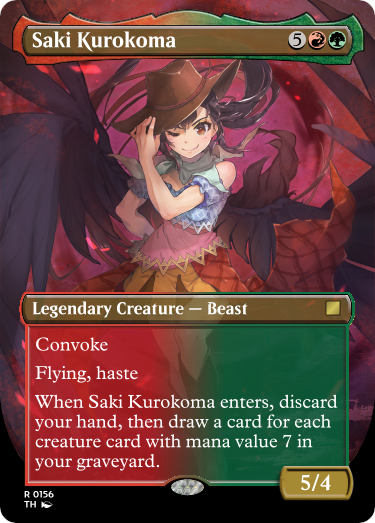 Saki Kurokoma 5
Legendary Creature — Beast
Convoke
Flying, haste
When Saki Kurokoma enters, discard
your hand, then draw a card for each
creature card with mana value 7 in
your graveyard.
5/4
R 0156
TH